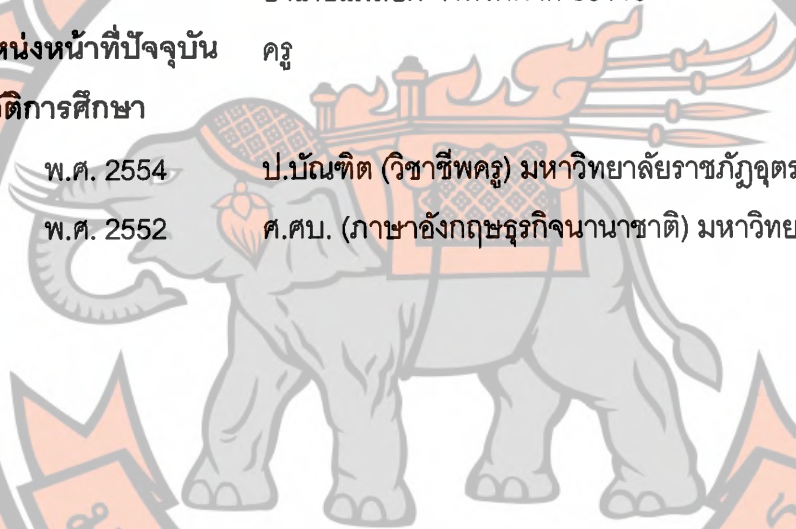 หน่งหน้าที่ปัจจุบัน ครู
ติการศึกษา
พ.ศ. 2554 ป.บัณฑิต (วิชาชีพครู) มหาวิทยาลัยราชภัฏอุตร
พ.ศ. 2552 ศ.ศบ. (ภาษาอังกฤษธุรกิจนานาชาติ) มหาวิทย